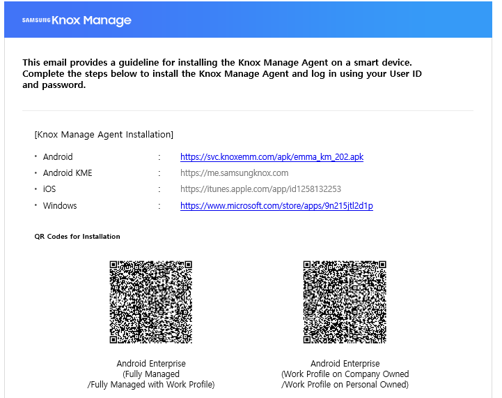 SAMSUNG Knox Manage
This email provides a guideline for installing the Knox Manage Agent on a smart device.
Complete the steps below to install the Knox Manage Agent and log in using your User ID
and password.
[Knox Manage Agent Installation]
• Android : https://svc.knoxemm.com/apk/emma_km_202.apk
• Android KME : https://me.samsungknox.com
• iOS : https://itunes.apple.com/app/id1258132253
• Windows : https://www.microsoft.com/store/apps/9n215jtl2d1p
QR Codes for Installation
Android Enterprise
(Fully Managed
/Fully Managed with Work Profile)
Android Enterprise
(Work Profile on Company Owned
/Work Profile on Personal Owned)